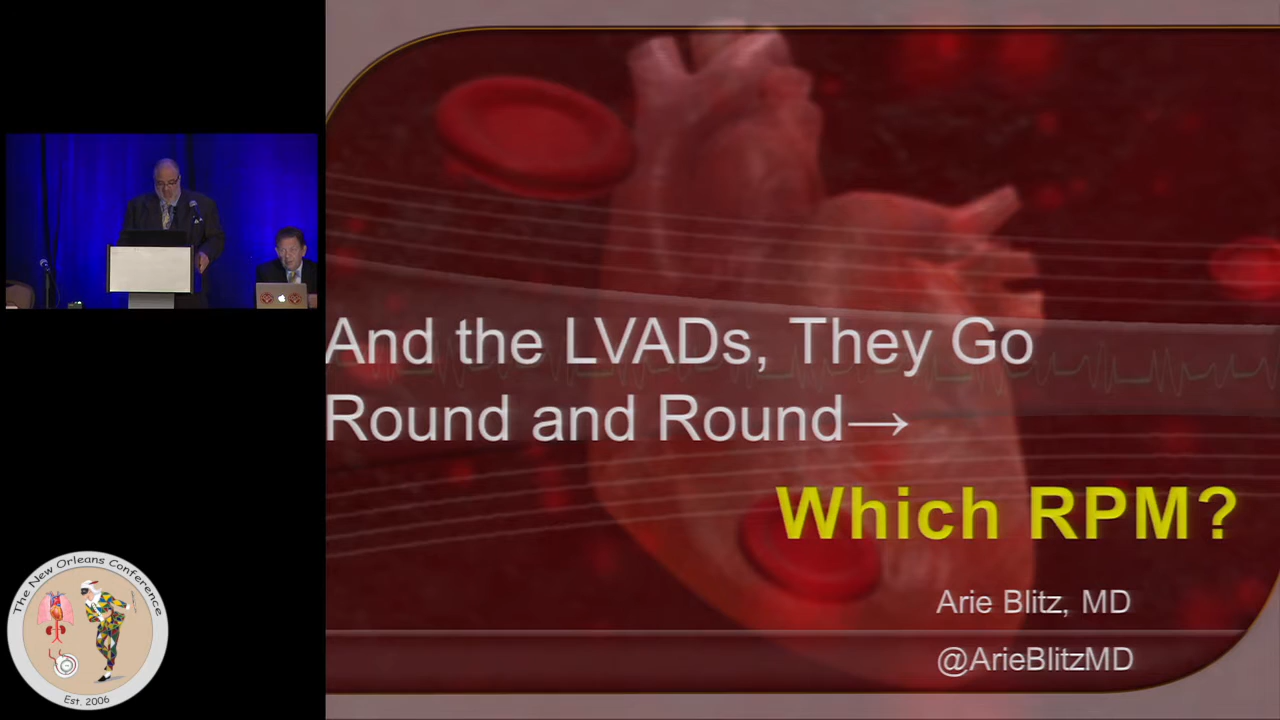 And the LVADs, They Go
Round and Round→
Which RPM?
Arie Blitz, MD
@ArieBlitzMD
The New Orleans Conference
Est. 2006